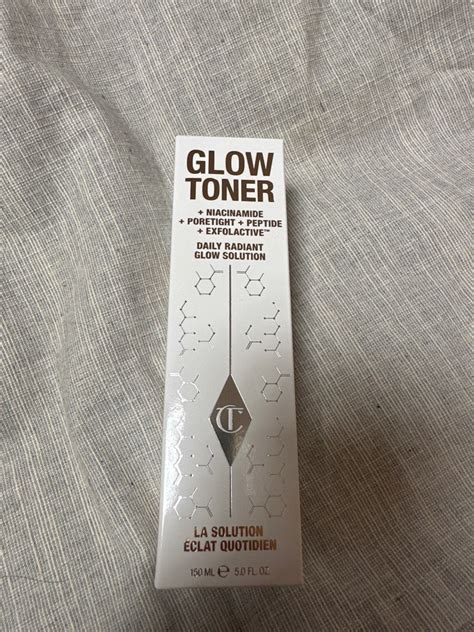 GLOW
TONER
+ NIACINAMIDE
+ PORETIGHT + PEPTIDE
+ EXFOLACTIVE™
DAILY RADIANT
GLOW SOLUTION
CT
LA SOLUTION
ÉCLAT QUOTIDIEN
150 ML ℮ 5.0 FL. OZ.